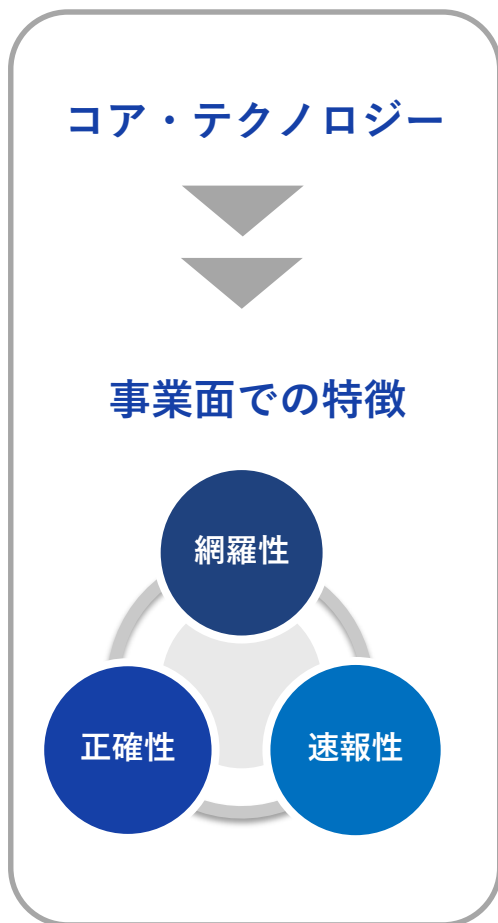 コア・テクノロジー
事業面での特徴
網羅性
正確性
速報性